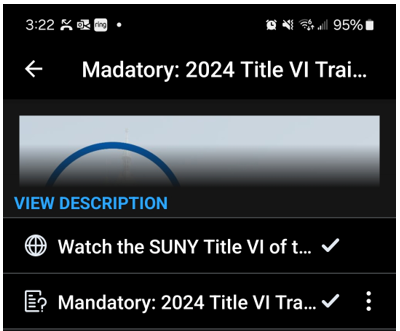 3:22 ring 95%
Madatory: 2024 Title VI Trai...
VIEW DESCRIPTION
Watch the SUNY Title VI of t...
Mandatory: 2024 Title VI Tra...